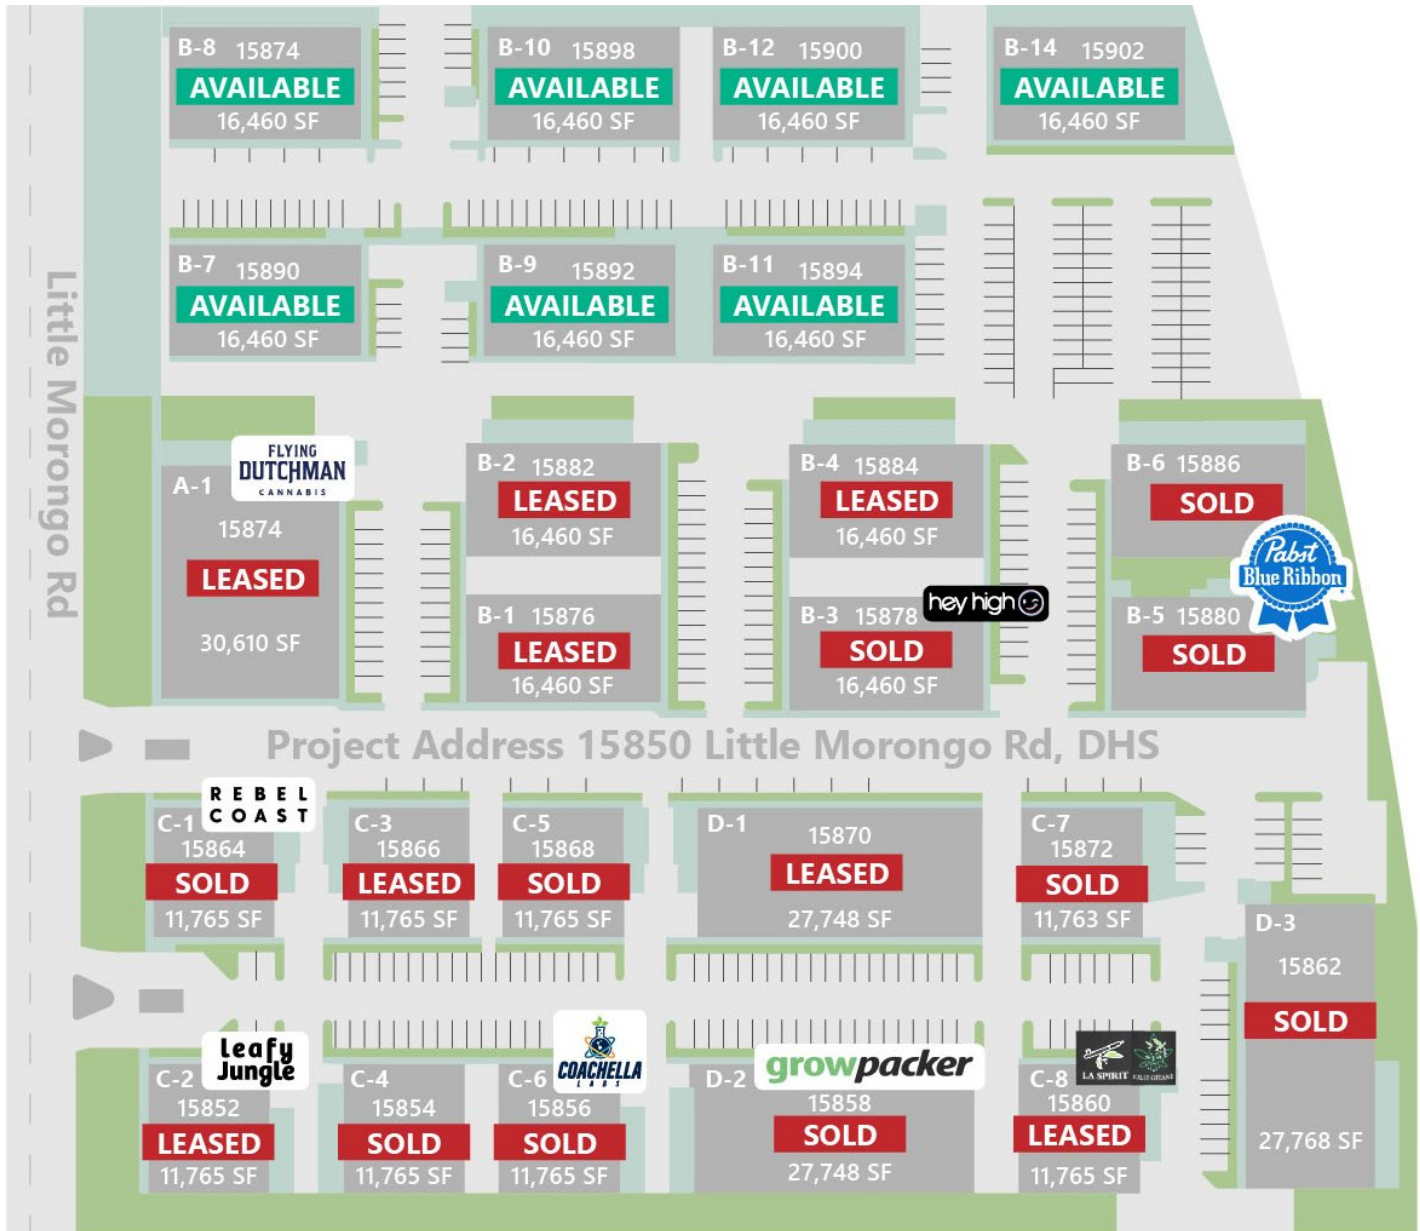 B-8 15874
AVAILABLE
16,460 SF
B-10 15898
AVAILABLE
16,460 SF
B-12 15900
AVAILABLE
16,460 SF
B-14 15902
AVAILABLE
16,460 SF
B-7 15890
AVAILABLE
16,460 SF
B-9 15892
AVAILABLE
16,460 SF
B-11 15894
AVAILABLE
16,460 SF
Little Morongo Rd
FLYING
DUTCHMAN
CANNABIS
A-1
15874
LEASED
30,610 SF
B-2 15882
LEASED
16,460 SF
B-1 15876
LEASED
16,460 SF
B-4 15884
LEASED
16,460 SF
hey high
B-3 15878
SOLD
16,460 SF
B-6 15886
SOLD
Pabst
Blue Ribbon
B-5 15880
SOLD
Project Address 15850 Little Morongo Rd, DHS
REBEL
COAST
C-1
15864
SOLD
11,765 SF
C-3
15866
LEASED
11,765 SF
C-5
15868
SOLD
11,765 SF
D-1
15870
LEASED
27,748 SF
C-7
15872
SOLD
11,763 SF
D-3
15862
SOLD
27,768 SF
Leafy
Jungle
C-2
15852
LEASED
11,765 SF
C-4
15854
SOLD
11,765 SF
COACHELLA
LABS
C-6
15856
SOLD
11,765 SF
growpacker
D-2
15858
SOLD
27,748 SF
LA SPIRIT
C-8
15860
LEASED
11,765 SF